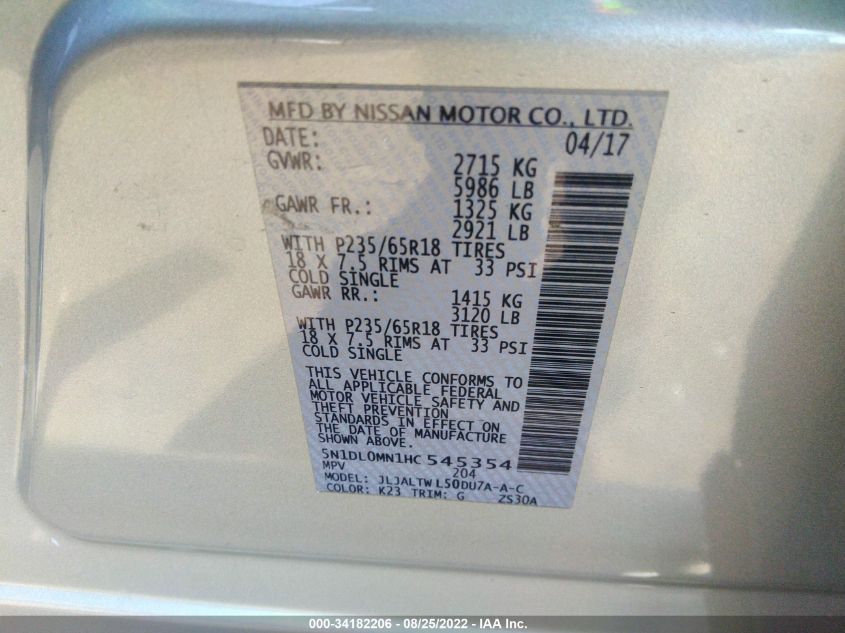 MFD BY NISSAN MOTOR CO., LTD.
DATE: 04/17
GVWR: 2715 KG
5986 LB
GAWR FR.: 1325 KG
2921 LB
WITH P235/65R18 TIRES
18 X 7.5 RIMS AT 33 PSI
COLD SINGLE
GAWR RR.: 1415 KG
3120 LB
WITH P235/65R18 TIRES
18 X 7.5 RIMS AT 33 PSI
COLD SINGLE
THIS VEHICLE CONFORMS TO
ALL APPLICABLE FEDERAL
MOTOR VEHICLE SAFETY AND
THEFT PREVENTION
STANDARDS IN EFFECT ON
THE DATE OF MANUFACTURE
SHOWN ABOVE.
5N1DL0MN1HC545354
MPV 204
MODEL: JLJALTWL50DU7A-A-C
COLOR: K23 TRIM: G ZS30A
000-34182206 - 08/25/2022 - IAA Inc.